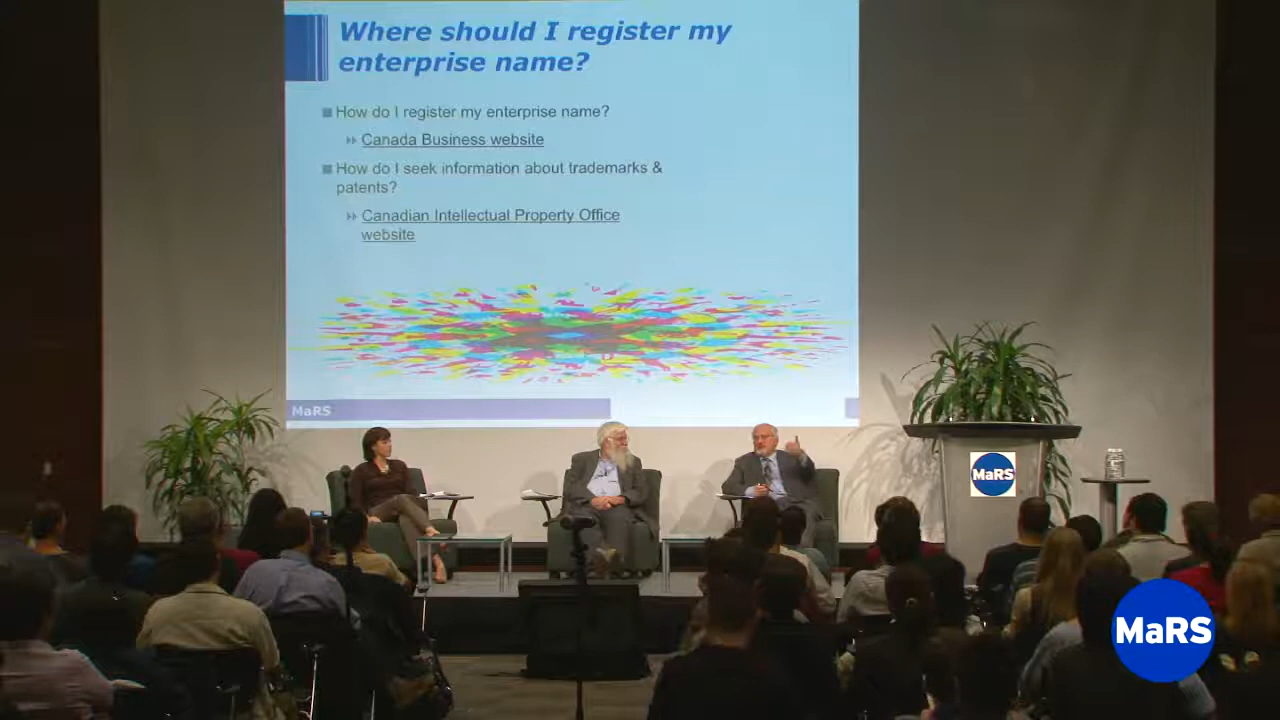 Where should I register my
enterprise name?
How do I register my enterprise name?
Canada Business website
How do I seek information about trademarks &
patents?
Canadian Intellectual Property Office
website
MaRS
MaRS
MaRS